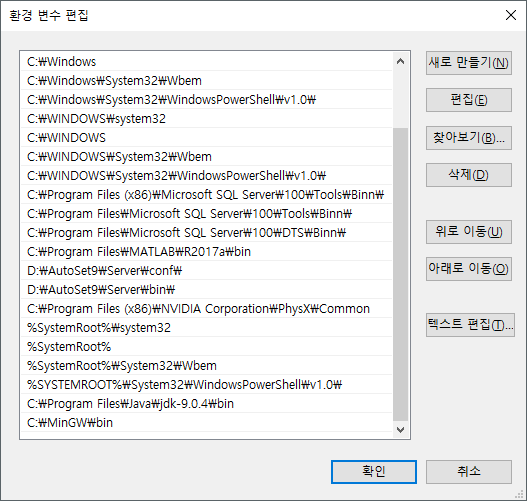 환경 변수 편집
C:₩Windows
C:₩Windows₩System32₩Wbem
C:₩Windows₩System32₩WindowsPowerShell₩v1.0₩
C:₩WINDOWS₩system32
C:₩WINDOWS
C:₩WINDOWS₩System32₩Wbem
C:₩WINDOWS₩System32₩WindowsPowerShell₩v1.0₩
C:₩Program Files (x86)₩Microsoft SQL Server₩100₩Tools₩Binn₩
C:₩Program Files₩Microsoft SQL Server₩100₩Tools₩Binn₩
C:₩Program Files₩Microsoft SQL Server₩100₩DTS₩Binn₩
C:₩Program Files₩MATLAB₩R2017a₩bin
D:₩AutoSet9₩Server₩conf₩
D:₩AutoSet9₩Server₩bin₩
C:₩Program Files (x86)₩NVIDIA Corporation₩PhysX₩Common
%SystemRoot%₩system32
%SystemRoot%
%SystemRoot%₩System32₩Wbem
%SYSTEMROOT%₩System32₩WindowsPowerShell₩v1.0₩
C:₩Program Files₩Java₩jdk-9.0.4₩bin
C:₩MinGW₩bin
새로 만들기(N)
편집(E)
찾아보기(B)...
삭제(D)
위로 이동(U)
아래로 이동(O)
텍스트 편집(T)...
확인
취소